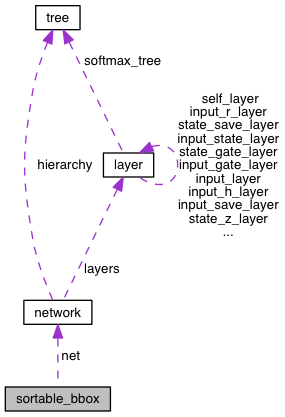 tree
softmax_tree
self_layer
input_r_layer
state_save_layer
input_state_layer
state_gate_layer
input_gate_layer
input_layer
input_h_layer
input_save_layer
state_z_layer
...
hierarchy
layer
layers
network
net
sortable_bbox